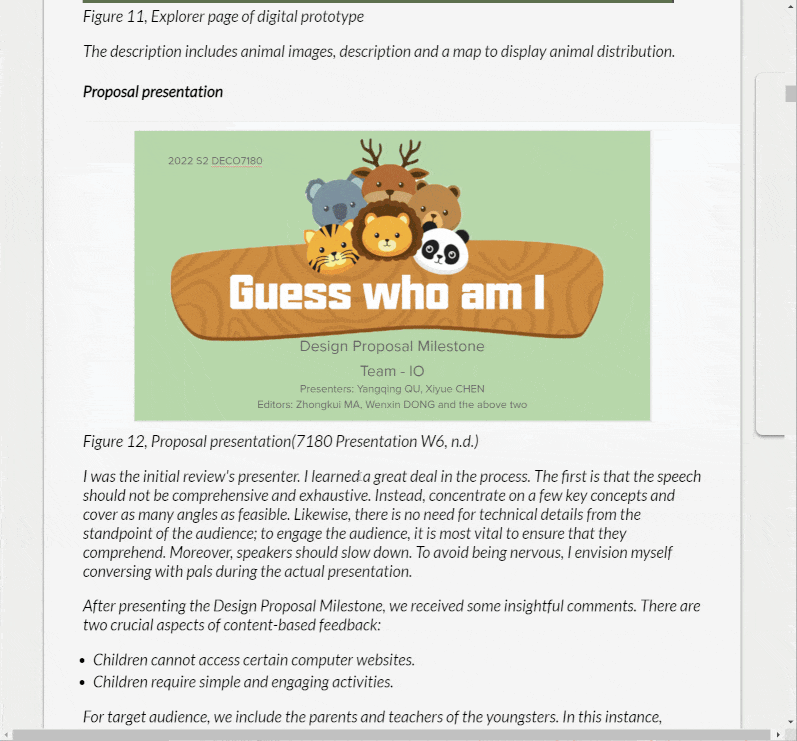 Figure 11, Explorer page of digital prototype
The description includes animal images, description and a map to display animal distribution.
Proposal presentation
2022 S2 DECO7180
Guess who am I
Design Proposal Milestone
Team - IO
Presenters: Yangqing QU, Xiyue CHEN
Editors: Zhongkui MA, Wenxin DONG and the above two
Figure 12, Proposal presentation(7180 Presentation W6, n.d.)
I was the initial review's presenter. I learned a great deal in the process. The first is that the speech
should not be comprehensive and exhaustive. Instead, concentrate on a few key concepts and
cover as many angles as feasible. Likewise, there is no need for technical details from the
standpoint of the audience; to engage the audience, it is most vital to ensure that they
comprehend. Moreover, speakers should slow down. To avoid being nervous, I envision myself
conversing with pals during the actual presentation.
After presenting the Design Proposal Milestone, we received some insightful comments. There are
two crucial aspects of content-based feedback:
• Children cannot access certain computer websites.
• Children require simple and engaging activities.
For target audience, we include the parents and teachers of the youngsters. In this instance,